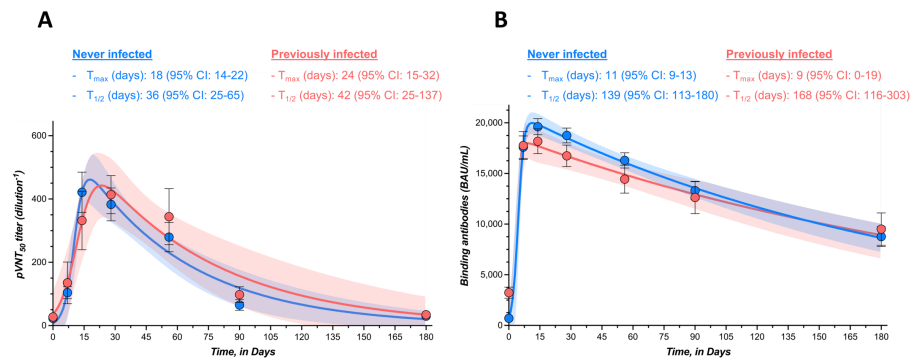 A
Never infected
- Tmax (days): 18 (95% CI: 14-22)
- T1/2 (days): 36 (95% CI: 25-65)
Previously infected
- Tmax (days): 24 (95% CI: 15-32)
- T1/2 (days): 42 (95% CI: 25-137)
pVNT50 titer (dilution-1)
600
400
200
0
0 15 30 45 60 75 90 105 120 135 150 165 180
Time, in Days
B
Never infected
- Tmax (days): 11 (95% CI: 9-13)
- T1/2 (days): 139 (95% CI: 113-180)
Previously infected
- Tmax (days): 9 (95% CI: 0-19)
- T1/2 (days): 168 (95% CI: 116-303)
Binding antibodies (BAU/mL)
20,000
15,000
10,000
5,000
0
0 15 30 45 60 75 90 105 120 135 150 165 180
Time, in Days